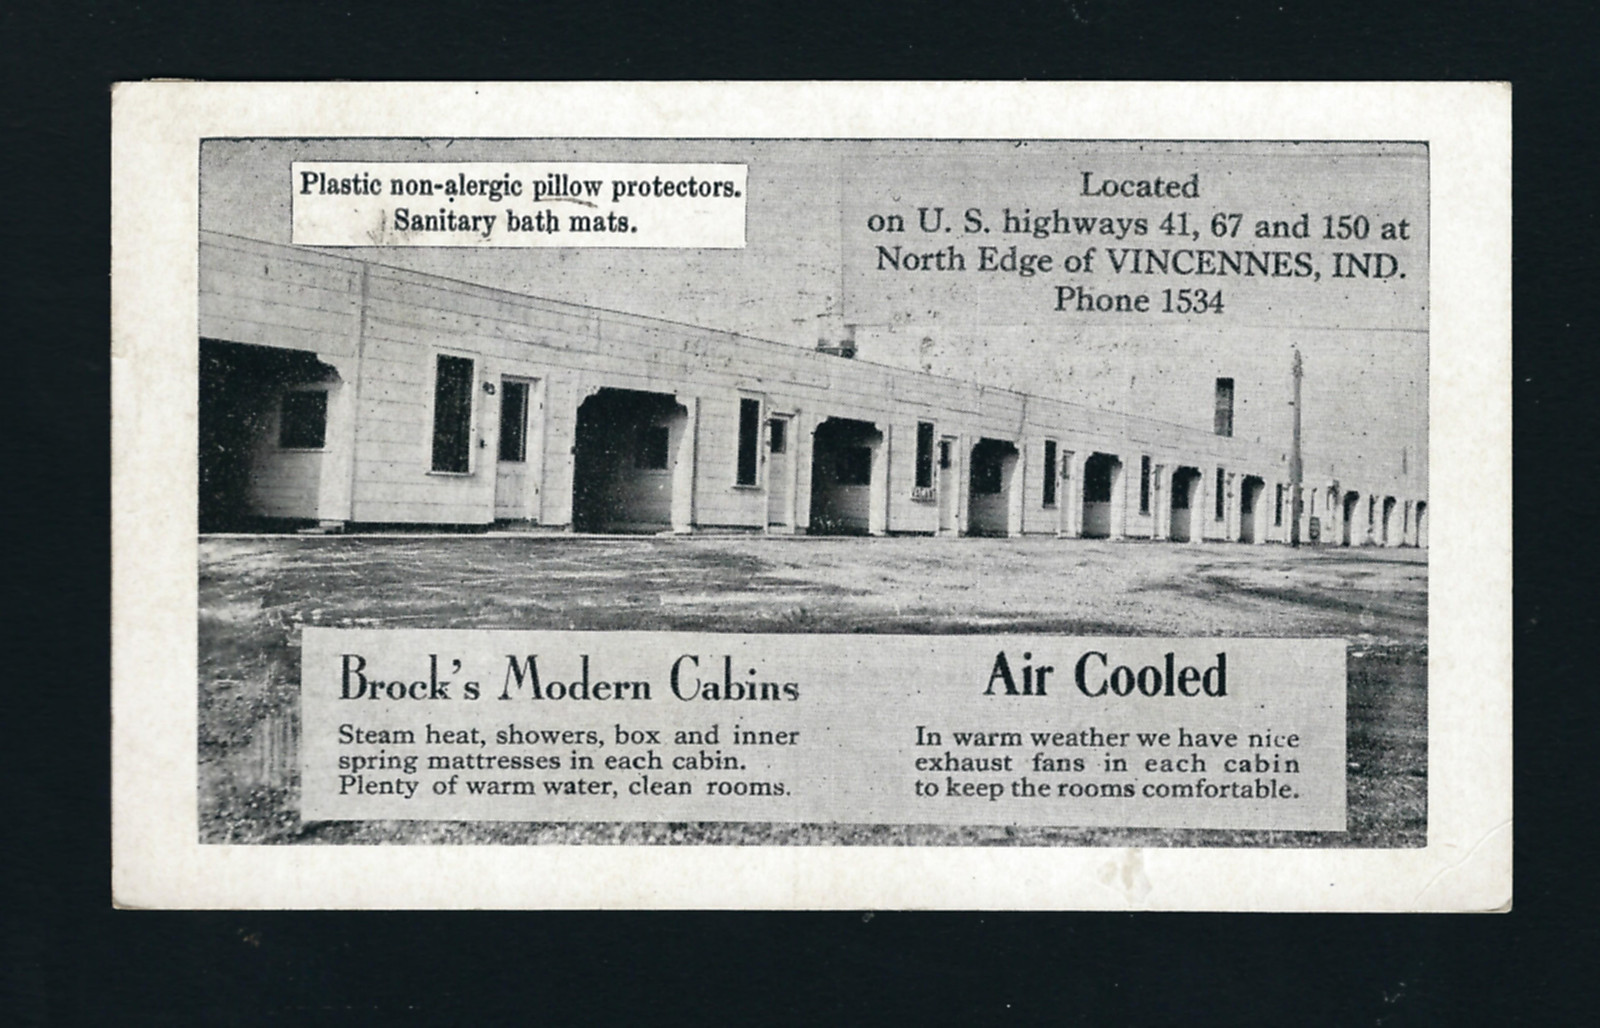 Plastic non-alergic pillow protectors.
Sanitary bath mats.
Located
on U. S. highways 41, 67 and 150 at
North Edge of VINCENNES, IND.
Phone 1534
Brock's Modern Cabins
Steam heat, showers, box and inner
spring mattresses in each cabin.
Plenty of warm water, clean rooms.
Air Cooled
In warm weather we have nice
exhaust fans in each cabin
to keep the rooms comfortable.